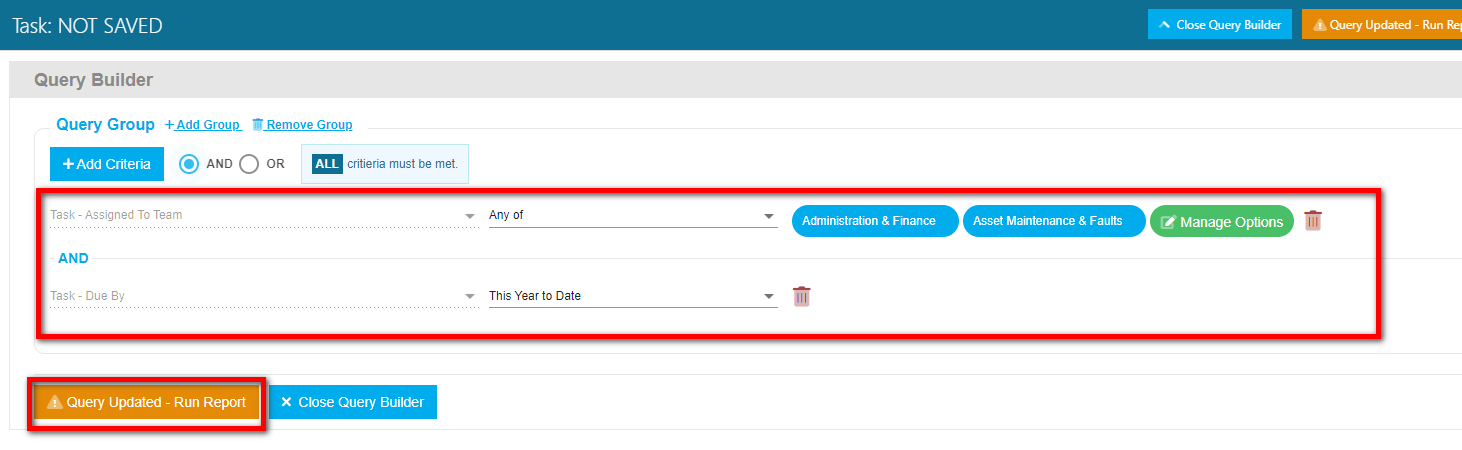 Task: NOT SAVED
Close Query Builder
Query Updated - Run Rep
Query Builder
Query Group + Add Group Remove Group
+ Add Criteria AND OR ALL critieria must be met.
Task - Assigned To Team Any of Administration & Finance Asset Maintenance & Faults Manage Options
AND
Task - Due By This Year to Date
Query Updated - Run Report × Close Query Builder